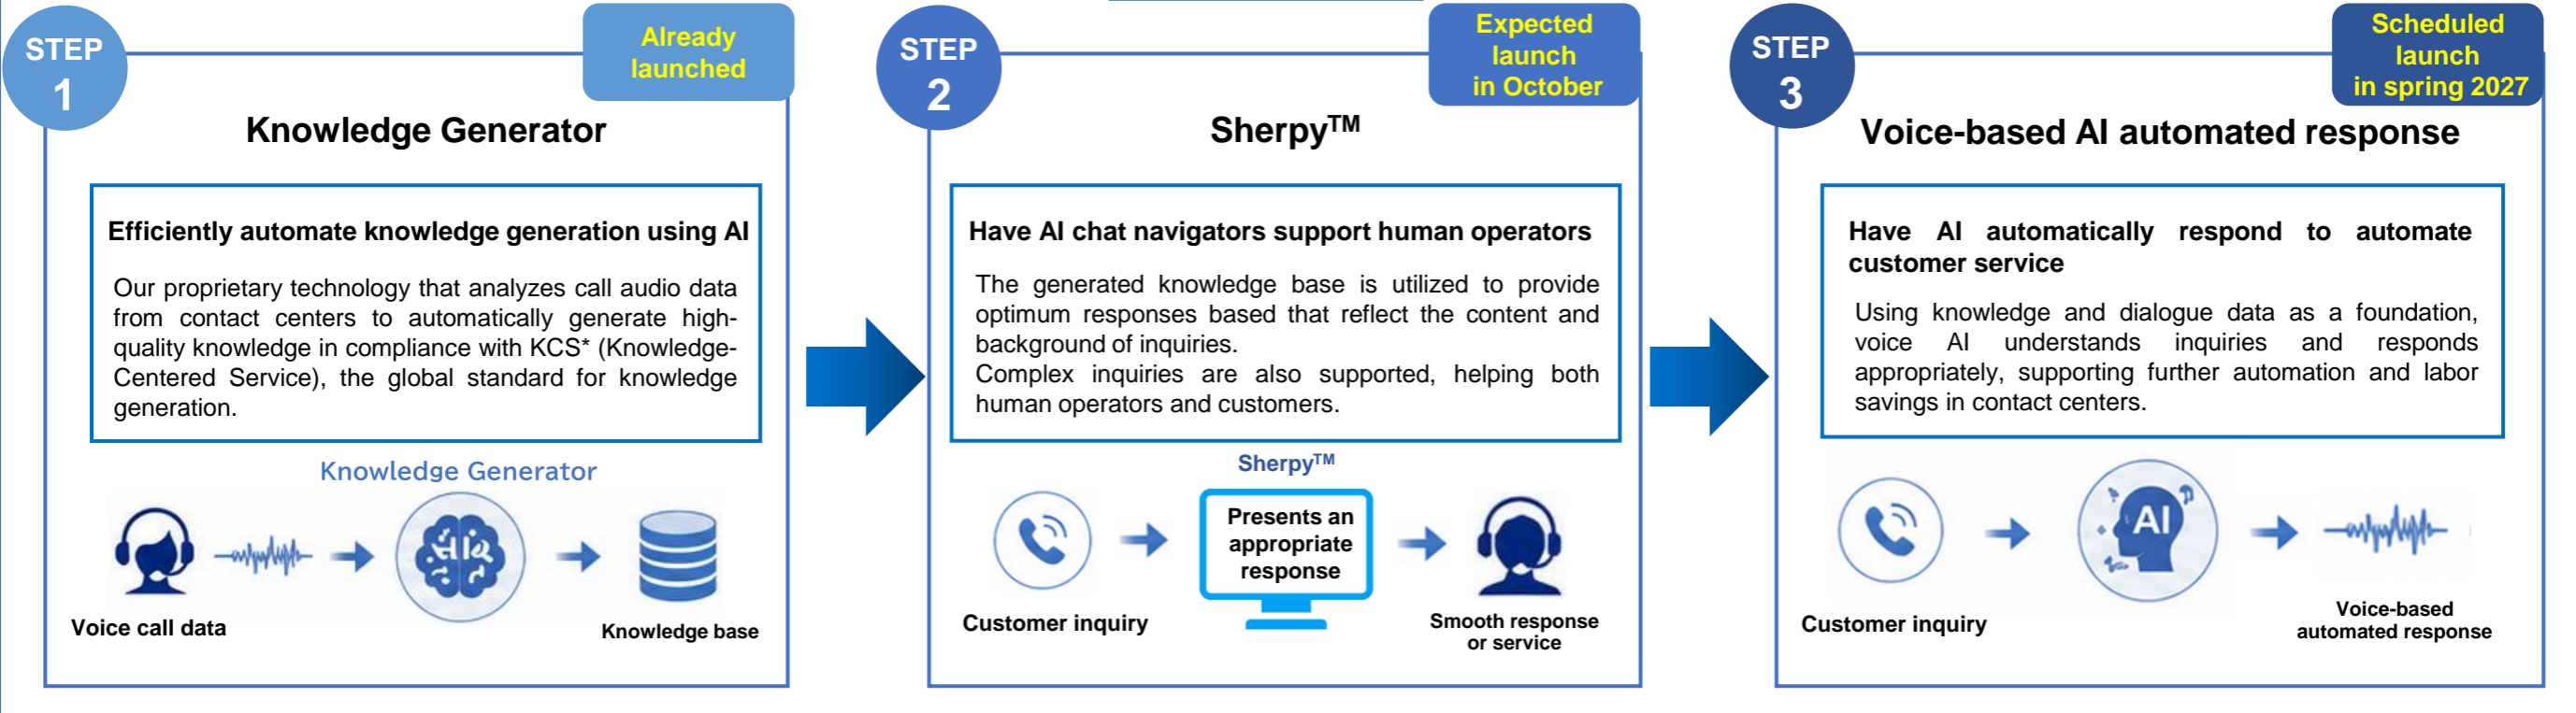 STEP
1
Already
launched
Knowledge Generator
Efficiently automate knowledge generation using AI
Our proprietary technology that analyzes call audio data
from contact centers to automatically generate high-
quality knowledge in compliance with KCS* (Knowledge-
Centered Service), the global standard for knowledge
generation.
Knowledge Generator
Voice call data
Knowledge base
STEP
2
Expected
launch
in October
Sherpy™
Have AI chat navigators support human operators
The generated knowledge base is utilized to provide
optimum responses based that reflect the content and
background of inquiries.
Complex inquiries are also supported, helping both
human operators and customers.
Sherpy™
Presents an
appropriate
response
Customer inquiry
Smooth response
or service
STEP
3
Scheduled
launch
in spring 2027
Voice-based AI automated response
Have AI automatically respond to automate
customer service
Using knowledge and dialogue data as a foundation,
voice AI understands inquiries and responds
appropriately, supporting further automation and labor
savings in contact centers.
AI
Customer inquiry
Voice-based
automated response